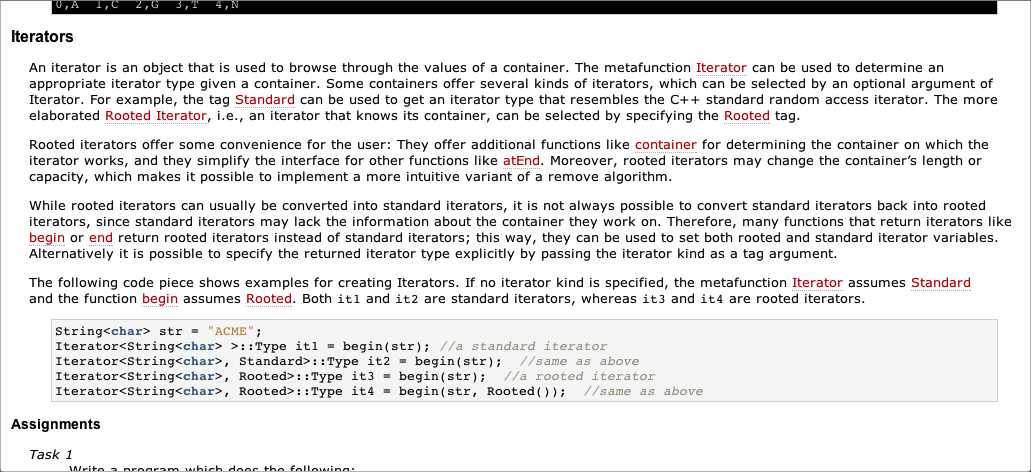 0,A  1,C  2,G  3,T  4,N
Iterators
An iterator is an object that is used to browse through the values of a container. The metafunction Iterator can be used to determine an
appropriate iterator type given a container. Some containers offer several kinds of iterators, which can be selected by an optional argument of
Iterator. For example, the tag Standard can be used to get an iterator type that resembles the C++ standard random access iterator. The more
elaborated Rooted Iterator, i.e., an iterator that knows its container, can be selected by specifying the Rooted tag.
Rooted iterators offer some convenience for the user: They offer additional functions like container for determining the container on which the
iterator works, and they simplify the interface for other functions like atEnd. Moreover, rooted iterators may change the container’s length or
capacity, which makes it possible to implement a more intuitive variant of a remove algorithm.
While rooted iterators can usually be converted into standard iterators, it is not always possible to convert standard iterators back into rooted
iterators, since standard iterators may lack the information about the container they work on. Therefore, many functions that return iterators like
begin or end return rooted iterators instead of standard iterators; this way, they can be used to set both rooted and standard iterator variables.
Alternatively it is possible to specify the returned iterator type explicitly by passing the iterator kind as a tag argument.
The following code piece shows examples for creating Iterators. If no iterator kind is specified, the metafunction Iterator assumes Standard
and the function begin assumes Rooted. Both it1 and it2 are standard iterators, whereas it3 and it4 are rooted iterators.
String<char> str = "ACME";
Iterator<String<char> >::Type it1 = begin(str); //a standard iterator
Iterator<String<char>, Standard>::Type it2 = begin(str);  //same as above
Iterator<String<char>, Rooted>::Type it3 = begin(str);  //a rooted iterator
Iterator<String<char>, Rooted>::Type it4 = begin(str, Rooted());  //same as above
Assignments
Task 1
Write a program which does the following: